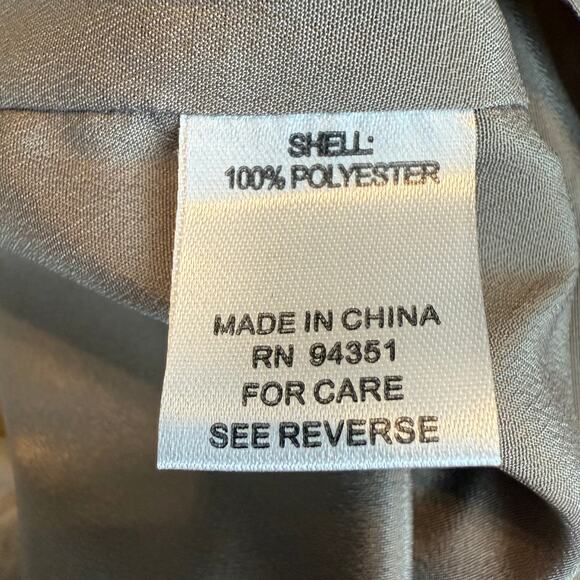 SHELL:
100% POLYESTER
MADE IN CHINA
RN 94351
FOR CARE
SEE REVERSE